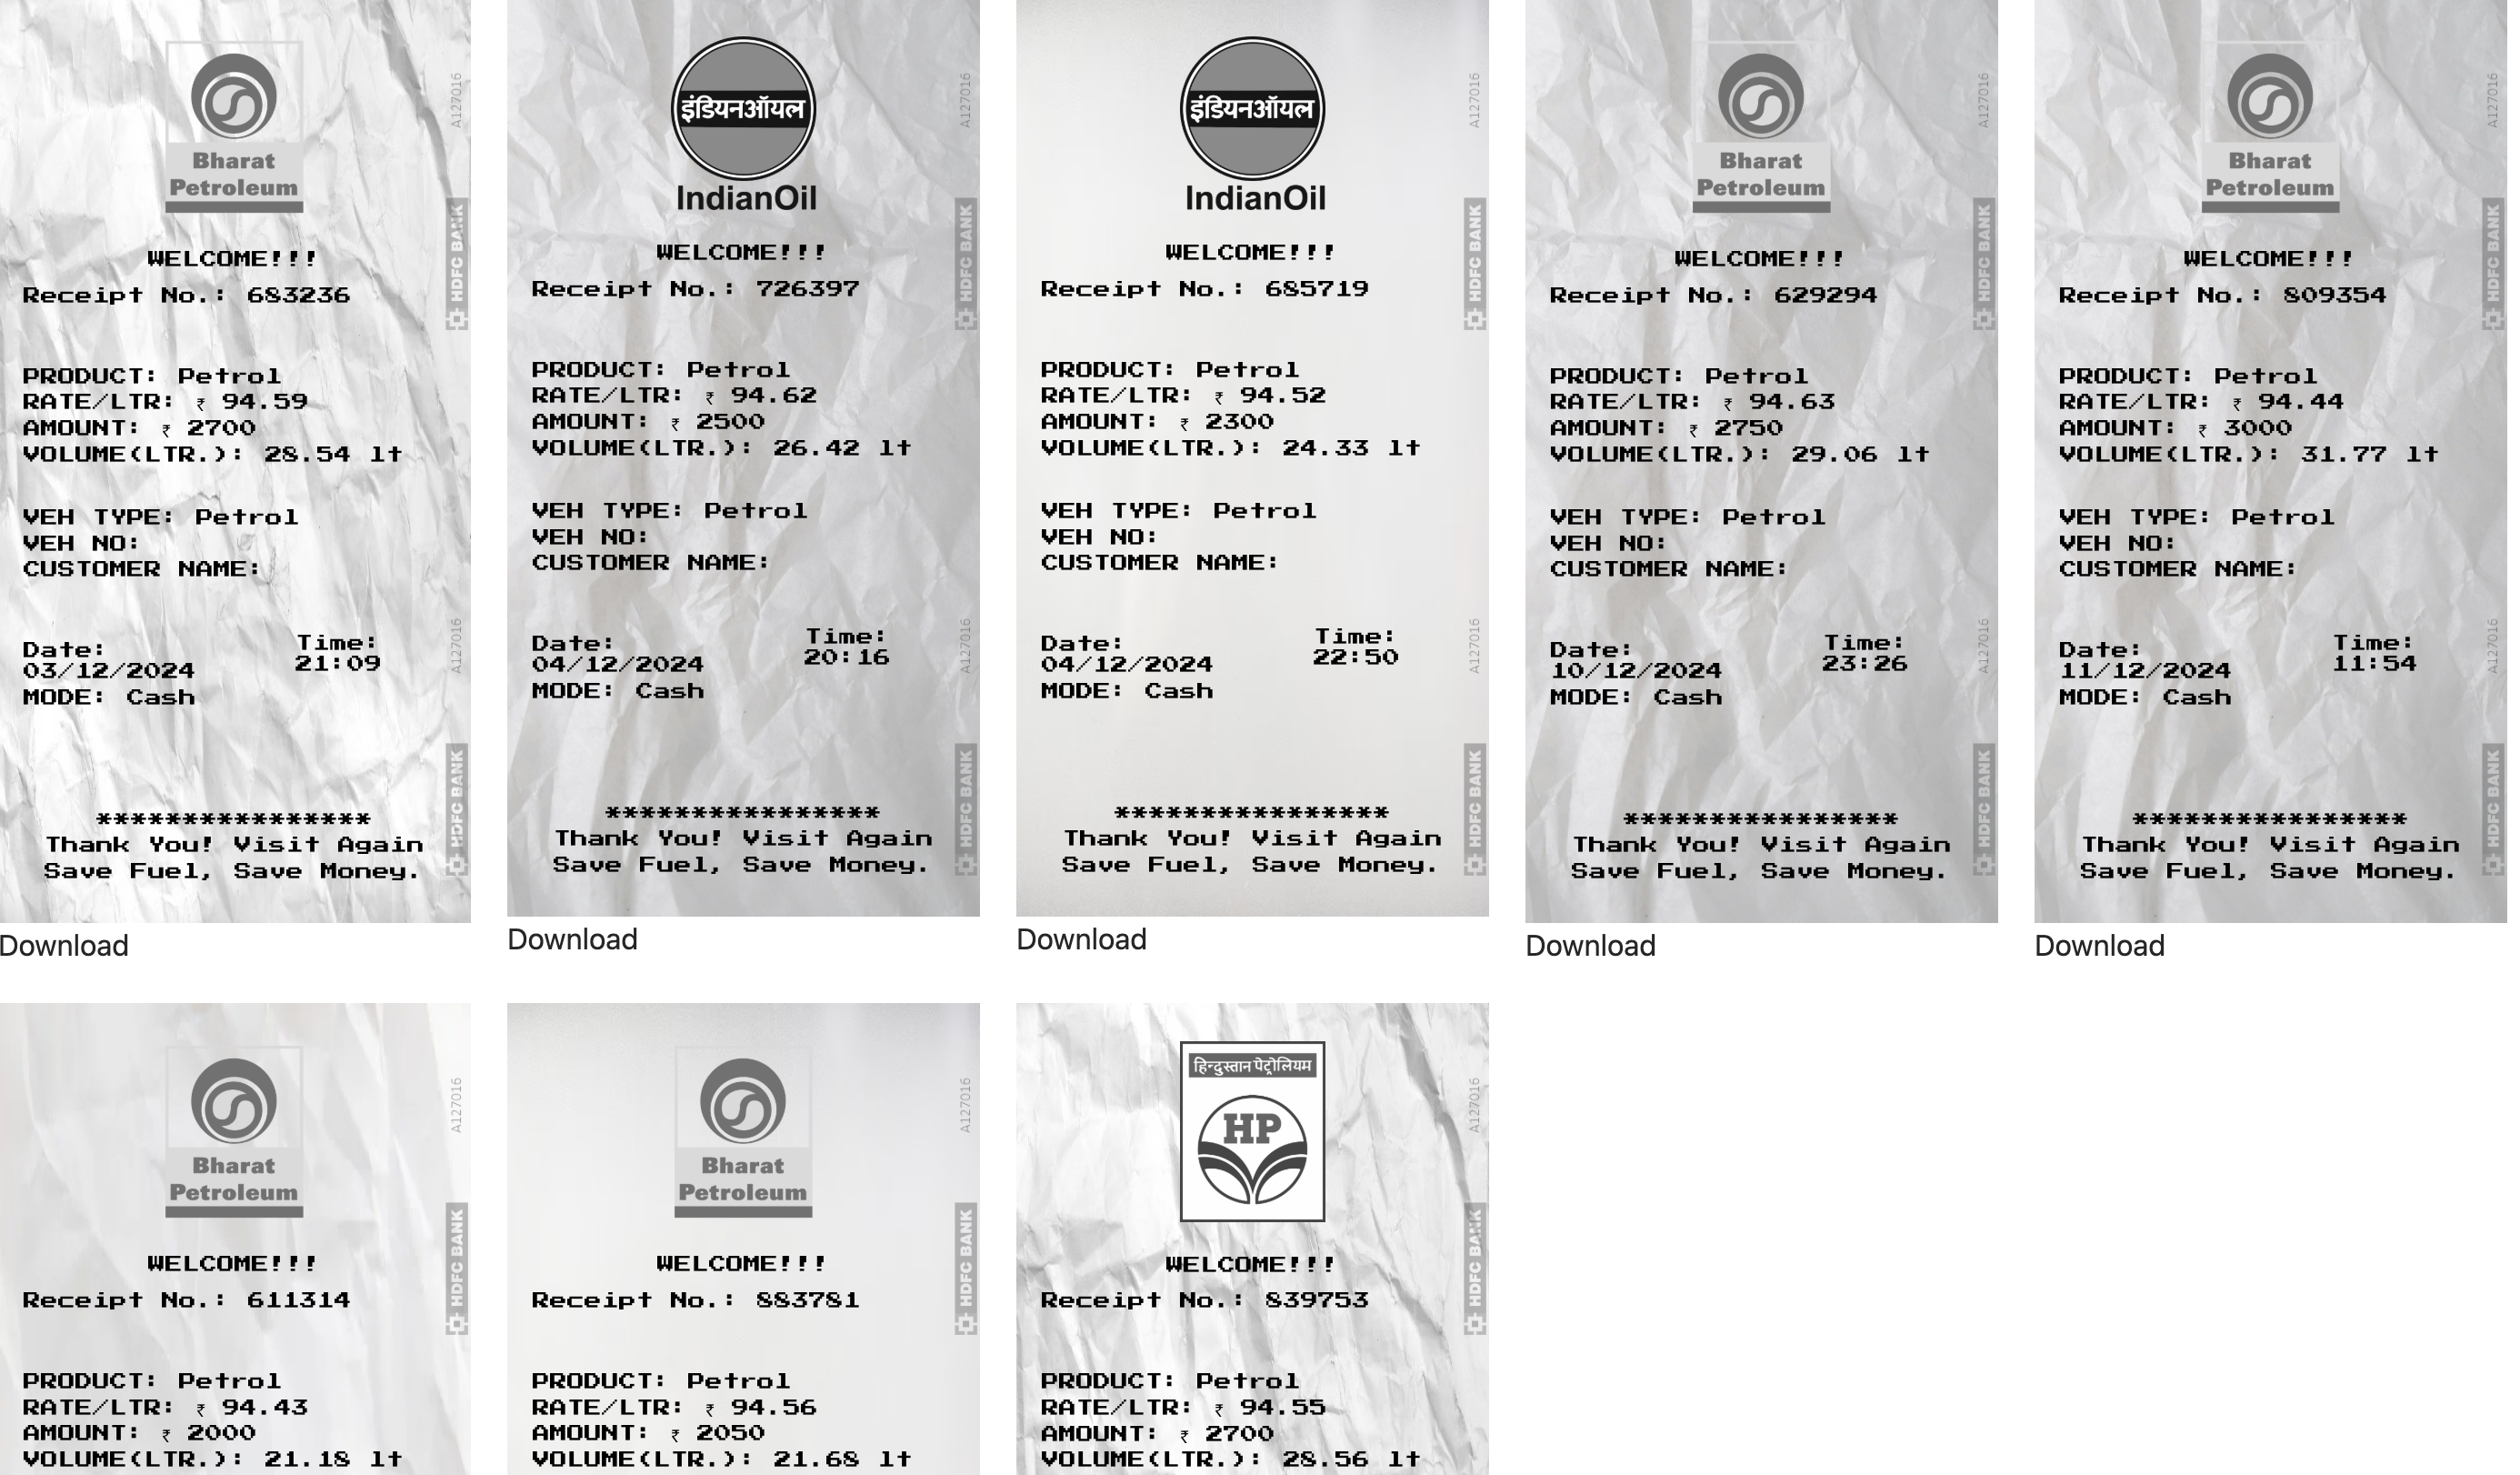 Bharat
Petroleum
WELCOME!!!
Receipt No.: 683236
PRODUCT: Petrol
RATE/LTR: ₹ 94.59
AMOUNT: ₹ 2700
VOLUME(LTR.): 28.54 lt
VEH TYPE: Petrol
VEH NO:
CUSTOMER NAME:
Date:
03/12/2024
Time:
21:09
MODE: Cash
****************
Thank You! Visit Again
Save Fuel, Save Money.
A127016
HDFC BANK
A127016
HDFC BANK
Download
इंडियनऑयल
IndianOil
WELCOME!!!
Receipt No.: 726397
PRODUCT: Petrol
RATE/LTR: ₹ 94.62
AMOUNT: ₹ 2500
VOLUME(LTR.): 26.42 lt
VEH TYPE: Petrol
VEH NO:
CUSTOMER NAME:
Date:
04/12/2024
Time:
20:16
MODE: Cash
****************
Thank You! Visit Again
Save Fuel, Save Money.
A127016
HDFC BANK
A127016
HDFC BANK
Download
इंडियनऑयल
IndianOil
WELCOME!!!
Receipt No.: 685719
PRODUCT: Petrol
RATE/LTR: ₹ 94.52
AMOUNT: ₹ 2300
VOLUME(LTR.): 24.33 lt
VEH TYPE: Petrol
VEH NO:
CUSTOMER NAME:
Date:
04/12/2024
Time:
22:50
MODE: Cash
****************
Thank You! Visit Again
Save Fuel, Save Money.
A127016
HDFC BANK
A127016
HDFC BANK
Download
Bharat
Petroleum
WELCOME!!!
Receipt No.: 629294
PRODUCT: Petrol
RATE/LTR: ₹ 94.63
AMOUNT: ₹ 2750
VOLUME(LTR.): 29.06 lt
VEH TYPE: Petrol
VEH NO:
CUSTOMER NAME:
Date:
10/12/2024
Time:
23:26
MODE: Cash
****************
Thank You! Visit Again
Save Fuel, Save Money.
A127016
HDFC BANK
A127016
HDFC BANK
Download
Bharat
Petroleum
WELCOME!!!
Receipt No.: 809354
PRODUCT: Petrol
RATE/LTR: ₹ 94.44
AMOUNT: ₹ 3000
VOLUME(LTR.): 31.77 lt
VEH TYPE: Petrol
VEH NO:
CUSTOMER NAME:
Date:
11/12/2024
Time:
11:54
MODE: Cash
****************
Thank You! Visit Again
Save Fuel, Save Money.
A127016
HDFC BANK
A127016
HDFC BANK
Download
Bharat
Petroleum
WELCOME!!!
Receipt No.: 611314
PRODUCT: Petrol
RATE/LTR: ₹ 94.43
AMOUNT: ₹ 2000
VOLUME(LTR.): 21.18 lt
A127016
HDFC BANK
Bharat
Petroleum
WELCOME!!!
Receipt No.: 883781
PRODUCT: Petrol
RATE/LTR: ₹ 94.56
AMOUNT: ₹ 2050
VOLUME(LTR.): 21.68 lt
A127016
HDFC BANK
हिन्दुस्तान पेट्रोलियम
HP
WELCOME!!!
Receipt No.: 839753
PRODUCT: Petrol
RATE/LTR: ₹ 94.55
AMOUNT: ₹ 2700
VOLUME(LTR.): 28.56 lt
A127016
HDFC BANK